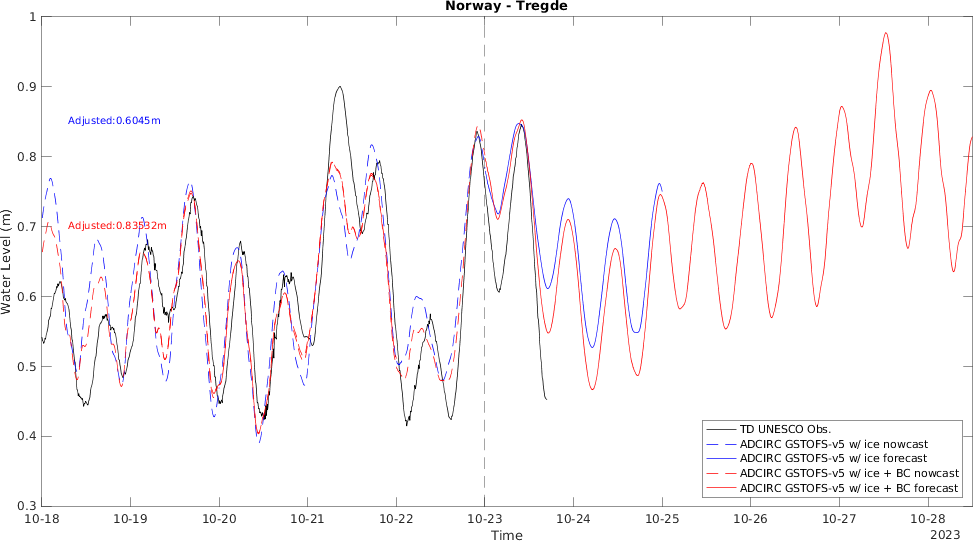 Norway - Tregde
1
0.9
0.8
0.7
0.6
0.5
0.4
0.3
Water Level (m)
Adjusted:0.6045m
Adjusted:0.83532m
TD UNESCO Obs.
ADCIRC GSTOFS-v5 w/ ice nowcast
ADCIRC GSTOFS-v5 w/ ice forecast
ADCIRC GSTOFS-v5 w/ ice + BC nowcast
ADCIRC GSTOFS-v5 w/ ice + BC forecast
10-18 10-19 10-20 10-21 10-22 10-23 10-24 10-25 10-26 10-27 10-28
Time
2023